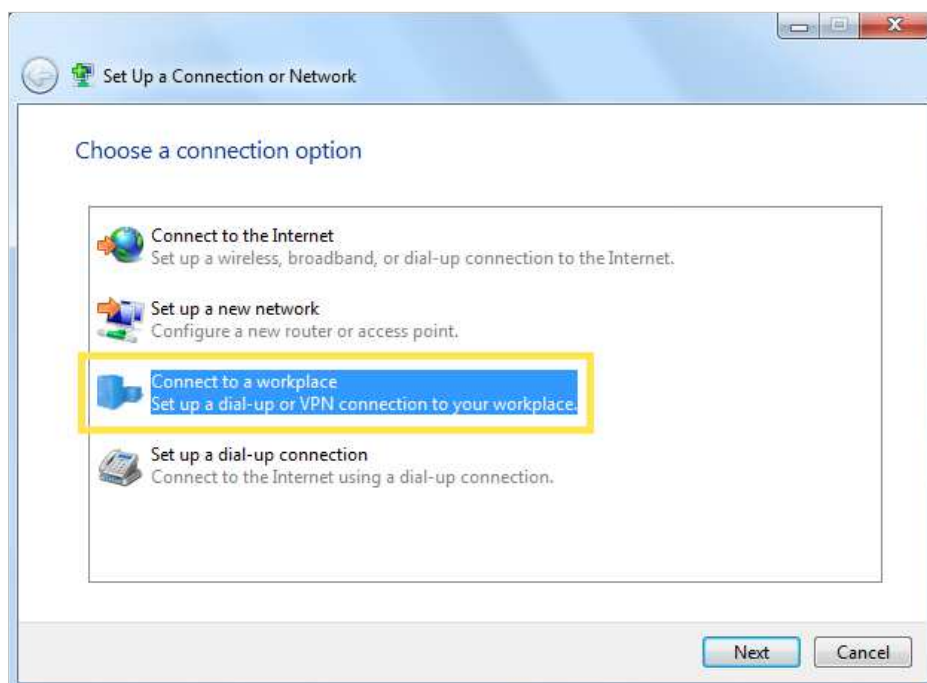 Set Up a Connection or Network
Choose a connection option
Connect to the Internet
Set up a wireless, broadband, or dial-up connection to the Internet.
Set up a new network
Configure a new router or access point.
Connect to a workplace
Set up a dial-up or VPN connection to your workplace.
Set up a dial-up connection
Connect to the Internet using a dial-up connection.
Next Cancel